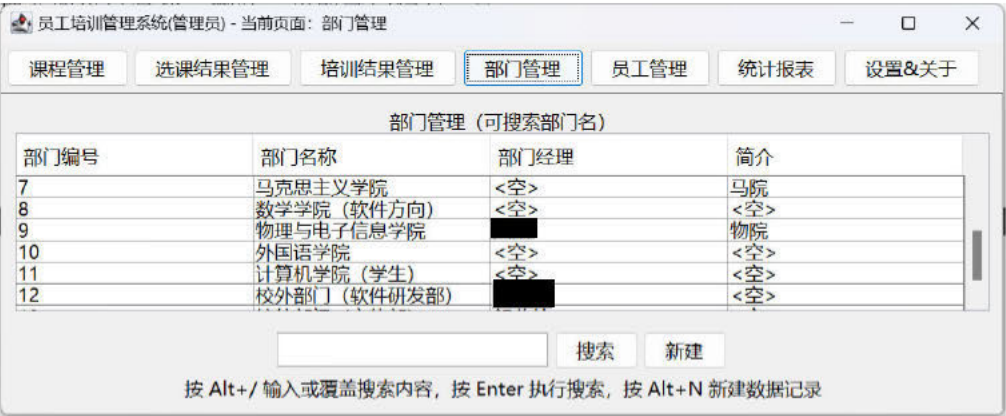 员工培训管理系统(管理员) - 当前页面：部门管理
课程管理 选课结果管理 培训结果管理 部门管理 员工管理 统计报表 设置&关于
部门管理（可搜索部门名）
部门编号 部门名称 部门经理 简介
7 马克思主义学院 <空> 马院
8 数学学院（软件方向） <空> <空>
9 物理与电子信息学院 物院
10 外国语学院 <空> <空>
11 计算机学院（学生） <空> <空>
12 校外部门（软件研发部） <空>
搜索 新建
按 Alt+/ 输入或覆盖搜索内容，按 Enter 执行搜索，按 Alt+N 新建数据记录